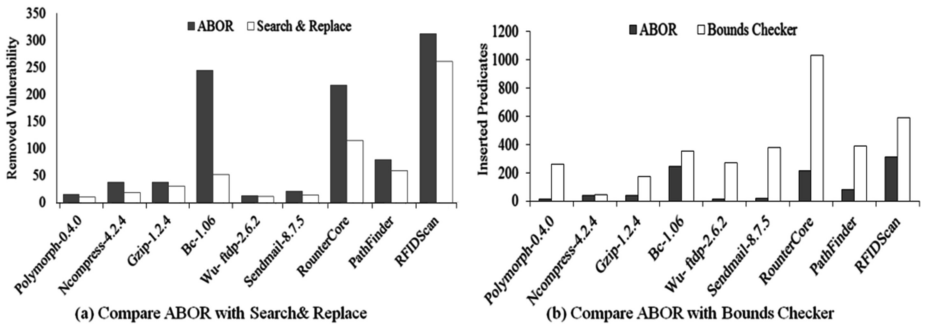 350
300
250
200
150
100
50
0
Removed Vulnerability
ABOR
Search & Replace
Polymorph-0.4.0
Ncompress-4.2.4
Gzip-1.2.4
Bc-1.06
Wu- ftdp-2.6.2
Sendmail-8.7.5
RounterCore
PathFinder
RFIDScan
(a) Compare ABOR with Search& Replace
1200
1000
800
600
400
200
0
Inserted Predicates
ABOR
Bounds Checker
Polymorph-0.4.0
Ncompress-4.2.4
Gzip-1.2.4
Bc-1.06
Wu- ftdp-2.6.2
Sendmail-8.7.5
RounterCore
PathFinder
RFIDScan
(b) Compare ABOR with Bounds Checker